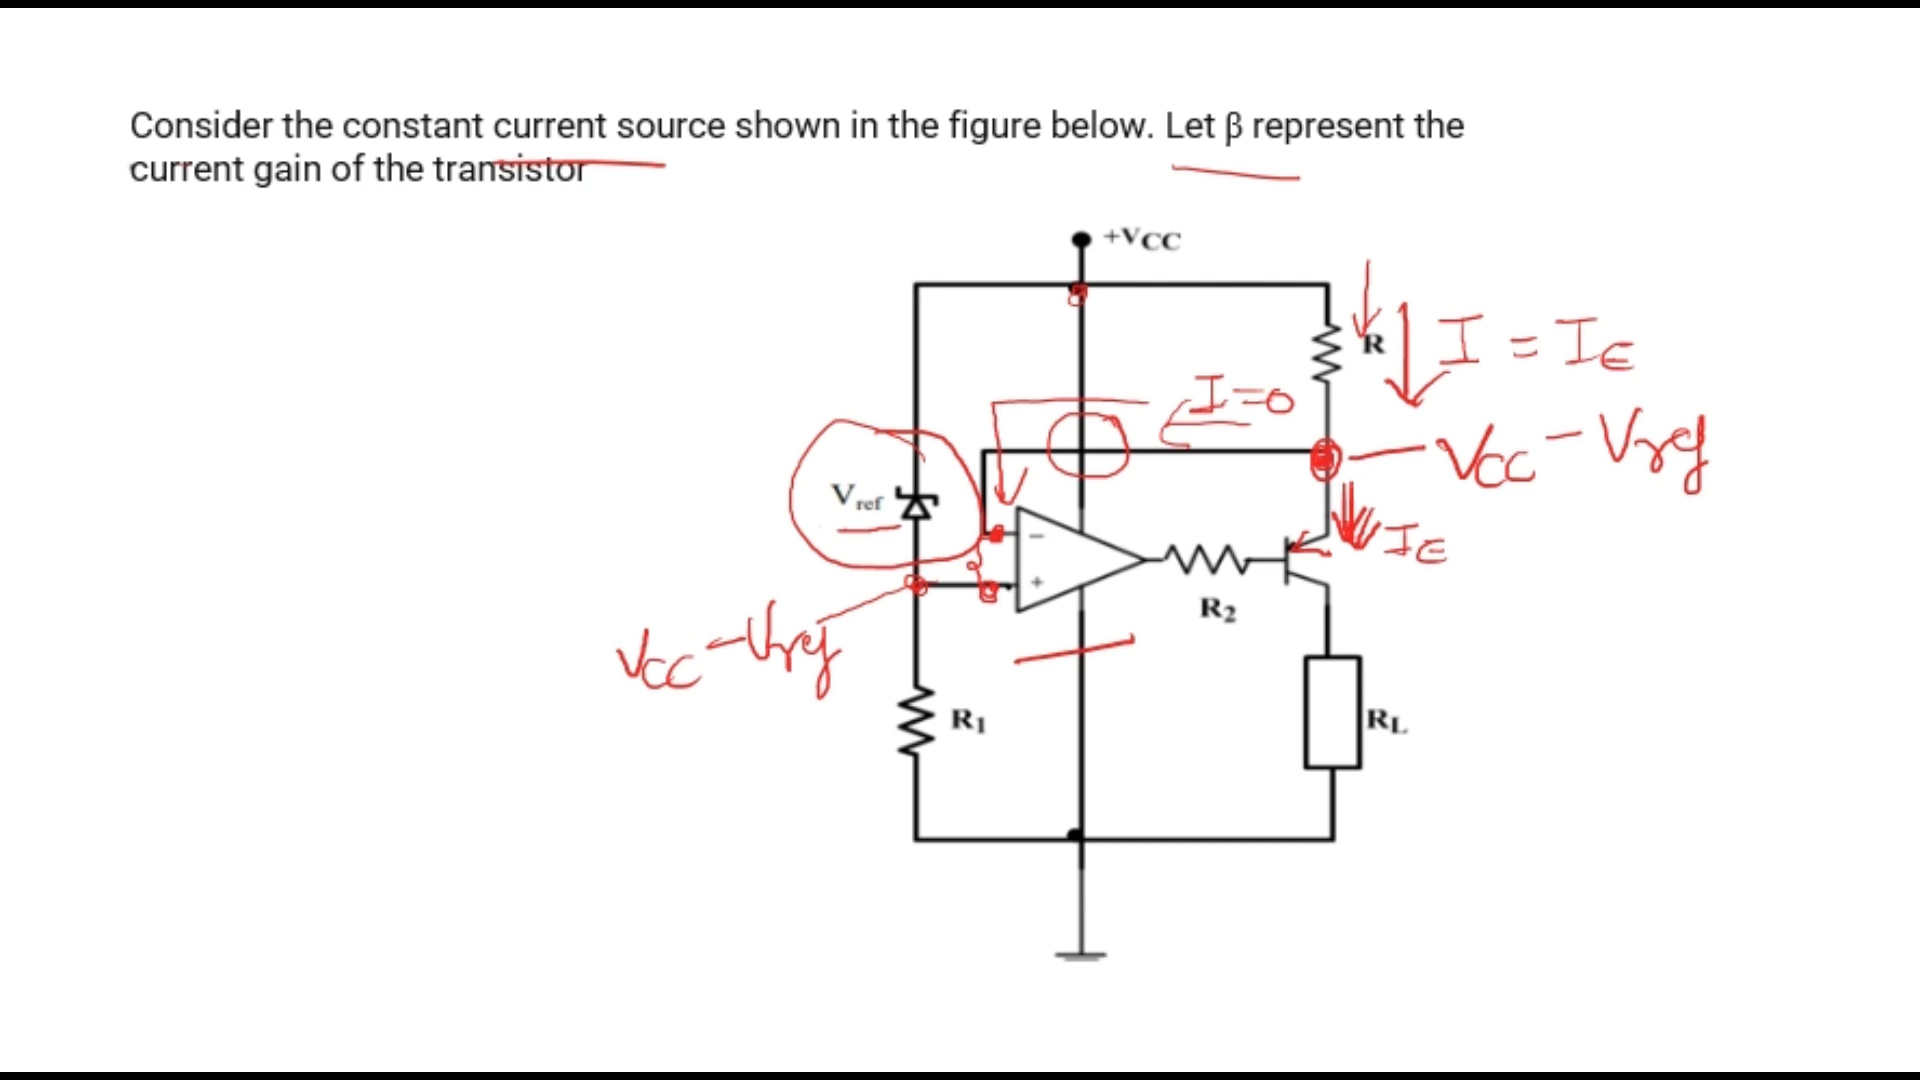 Consider the constant current source shown in the figure below. Let β represent the
current gain of the transistor
+VCC
R
I = IE
I=0
VCC - Vref
Vref
IE
−
+
R2
VCC - Vref
R1
RL